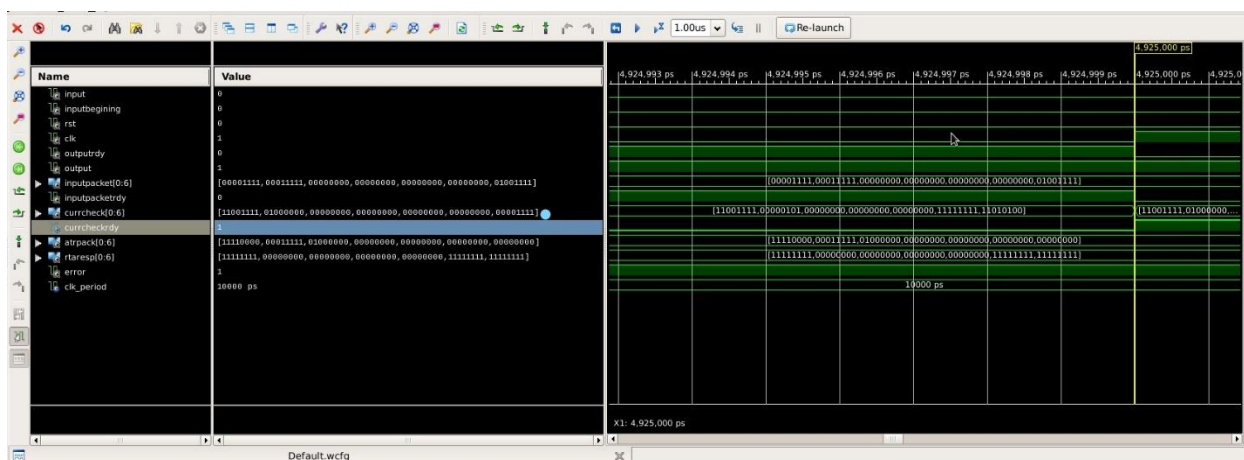 1.00us
Re-launch
4,925,000 ps
Name
Value
4,924,993 ps 4,924,994 ps 4,924,995 ps 4,924,996 ps 4,924,997 ps 4,924,998 ps 4,924,999 ps 4,925,000 ps 4,925,0
input 0
inputbegining 0
rst 0
clk 1
outputrdy 0
output 1
inputpacket[0:6] [00001111,00011111,00000000,00000000,00000000,00000000,01001111] [00001111,00011111,00000000,00000000,00000000,00000000,01001111]
inputpacketrdy 0
currcheck[0:6] [11001111,01000000,00000000,00000000,00000000,00000000,00001111] [11001111,00000101,00000000,00000000,00000000,11111111,11010100] [11001111,01000000,...
currcheckrdy 1
atrpack[0:6] [11110000,00011111,01000000,00000000,00000000,00000000,00000000] [11110000,00011111,01000000,00000000,00000000,00000000,00000000]
rtaresp[0:6] [11111111,00000000,00000000,00000000,00000000,11111111,11111111] [11111111,00000000,00000000,00000000,00000000,11111111,11111111]
error 1
clk_period 10000 ps 10000 ps
X1: 4,925,000 ps
Default.wcfg